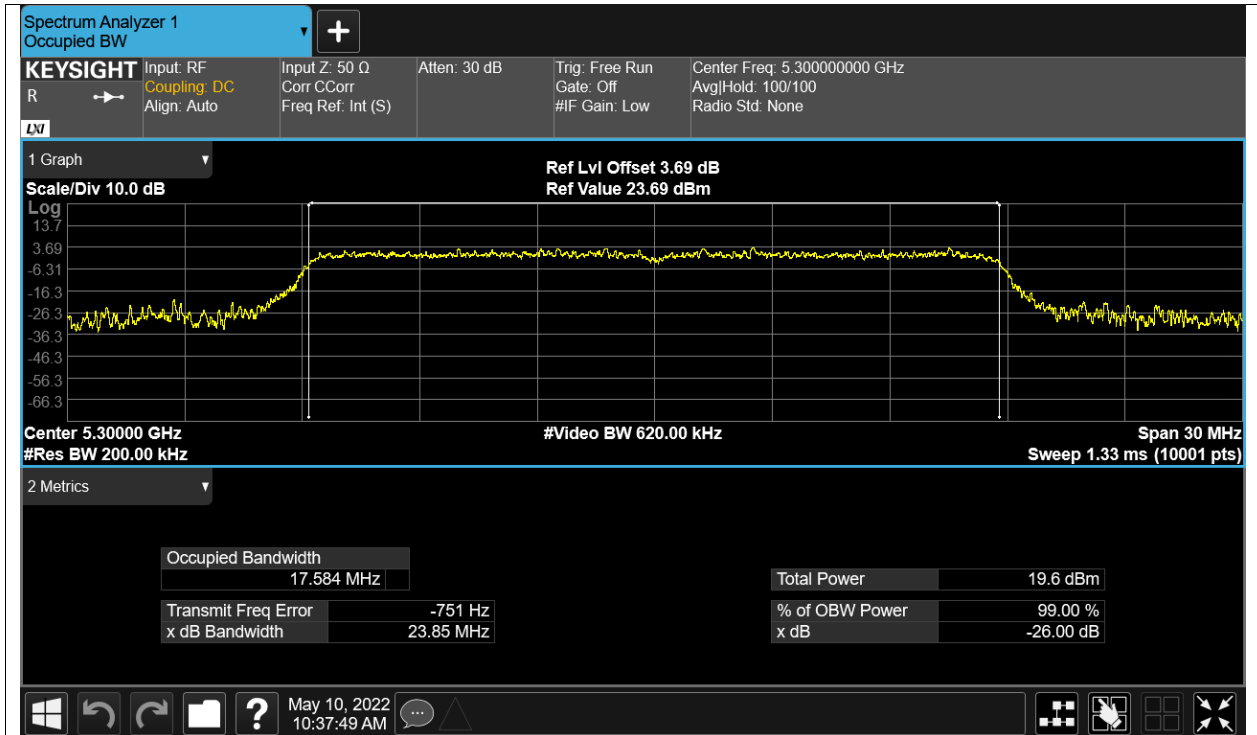 Spectrum Analyzer 1
Occupied BW
+
KEYSIGHT
R
LXI
Input: RF
Coupling: DC
Align: Auto
Input Z: 50 Ω
Corr CCorr
Freq Ref: Int (S)
Atten: 30 dB
Trig: Free Run
Gate: Off
#IF Gain: Low
Center Freq: 5.300000000 GHz
Avg|Hold: 100/100
Radio Std: None
1 Graph
Scale/Div 10.0 dB
Ref Lvl Offset 3.69 dB
Ref Value 23.69 dBm
Log
13.7
3.69
-6.31
-16.3
-26.3
-36.3
-46.3
-56.3
-66.3
Center 5.30000 GHz
#Res BW 200.00 kHz
#Video BW 620.00 kHz
Span 30 MHz
Sweep 1.33 ms (10001 pts)
2 Metrics
Occupied Bandwidth
17.584 MHz
Transmit Freq Error -751 Hz
x dB Bandwidth 23.85 MHz
Total Power 19.6 dBm
% of OBW Power 99.00 %
x dB -26.00 dB
?
May 10, 2022
10:37:49 AM